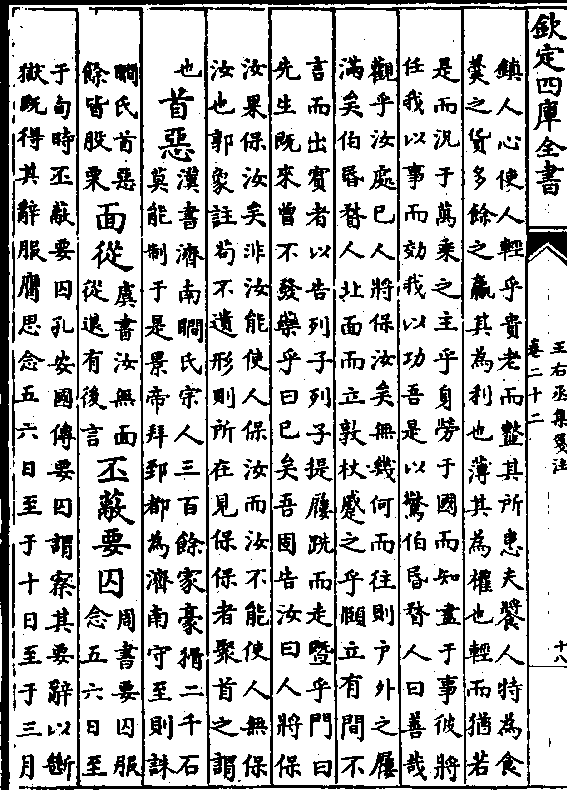 欽定四庫全書
王右丞集箋注
卷二十二
十八
鎮人心使人輕乎貴老而𩐋其所患夫饔人特為食
羮之貨多餘之贏其為利也薄其為權也輕而猶若
是而況于萬乘之主乎身勞于國而知盡于事彼將
任我以事而効我以功吾是以驚伯昏瞀人曰善哉
觀乎汝處已人將保汝矣無幾何而往則户外之屨
滿矣伯昏瞀人北面而立敦杖蹙之乎頤立有間不
言而出賓者以告列子列子提屨跣而走暨乎門曰
先生既來曽不發藥乎曰已矣吾固告汝曰人將保
汝果保汝矣非汝能使人保汝而汝不能使人無保
汝也郭象註茍不遺形則所在見保保者聚首之謂
也
首惡
漢書濟南瞷氏宗人三百餘家豪猾二千石
莫能制于是景帝拜郅都為濟南守至則誅
瞷氏首惡
餘皆股栗
面從
虞書汝無面
從退有後言
丕蔽要囚
周書要囚服
念五六日至
于旬時丕蔽要囚孔安國傳要囚謂察其要辭以斷
獄既得其辭服膺思念五六日至于十日至于三月